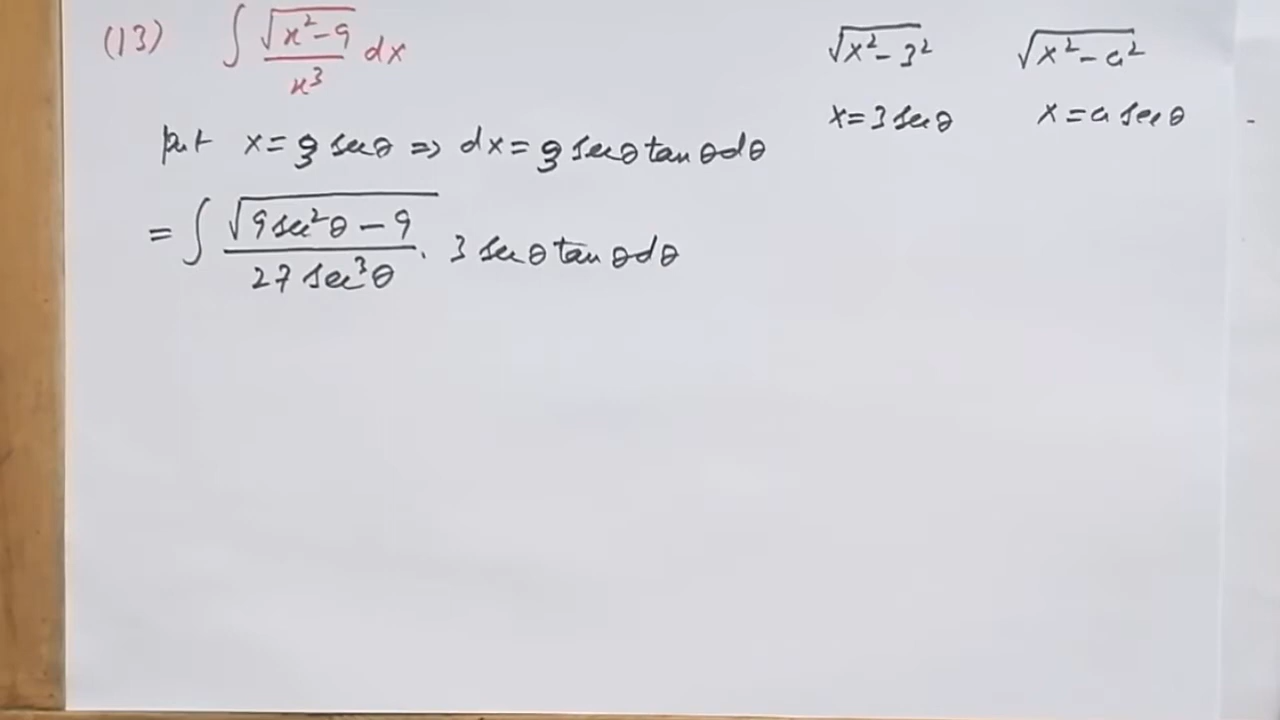 (13) ∫ √(x²-9) / x³ dx
√(x²-3²) √(x²-a²)
x=3 secθ x=a secθ
put x=3 secθ ⇒ dx=3 secθ tanθ dθ
= ∫ √(9sec²θ-9) / 27 sec³θ . 3 secθ tanθ dθ